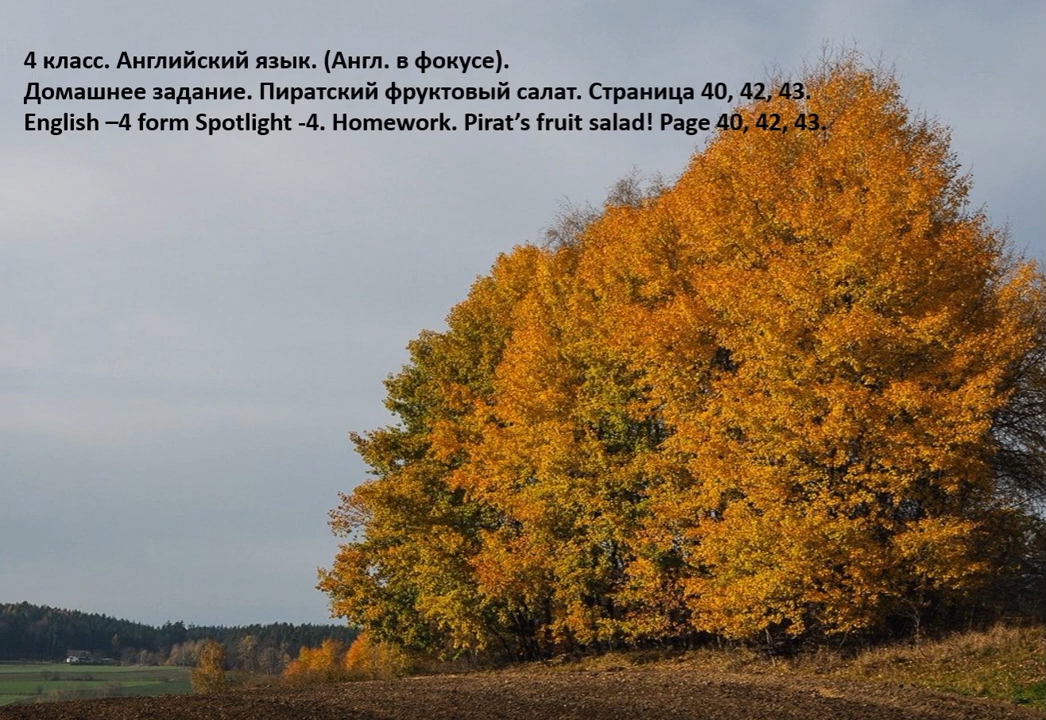 4 класс. Английский язык. (Англ. в фокусе).
Домашнее задание. Пиратский фруктовый салат. Страница 40, 42, 43.
English –4 form Spotlight -4. Homework. Pirat’s fruit salad! Page 40, 42, 43.